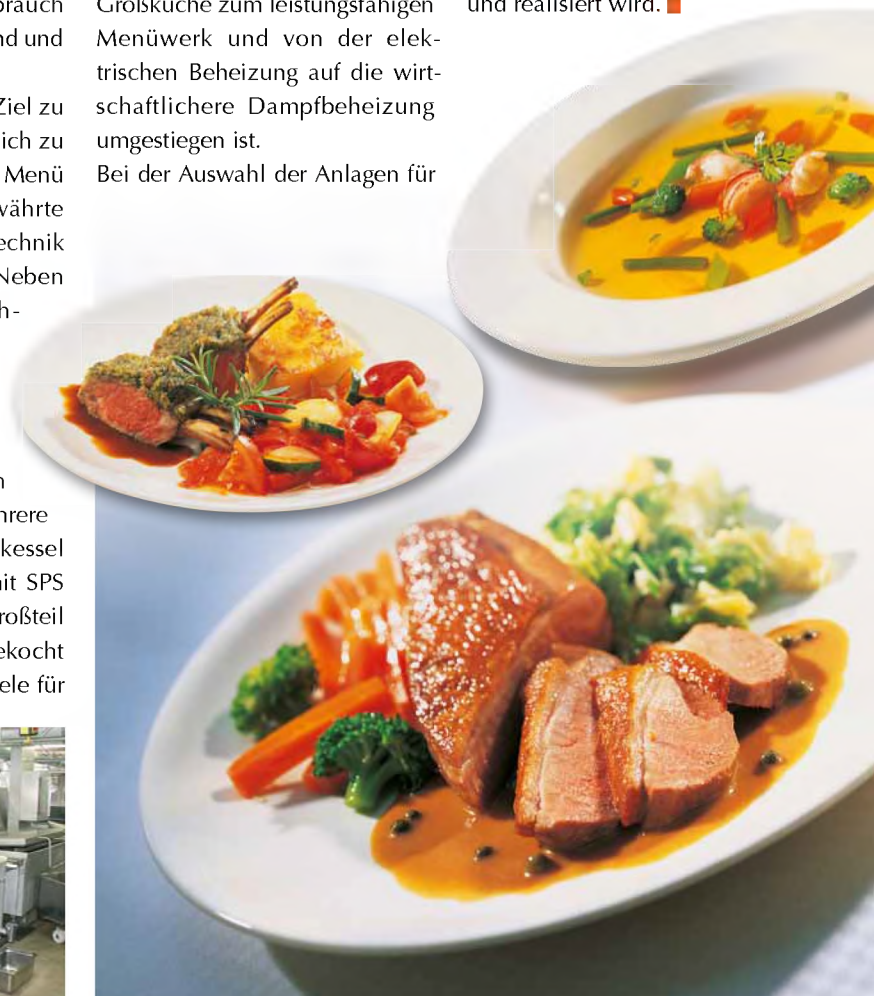 brauch
nd und
Ziel zu
ich zu
Menü
währte
echnik
Neben
h-
n
hrere
kessel
nit SPS
roßteil
ekocht
ele für
Großküche zum leistungsfähigen
Menüwerk und von der elek-
trischen Beheizung auf die wirt-
schaftlichere Dampfbeheizung
umgestiegen ist.
Bei der Auswahl der Anlagen für
und realisiert wird.